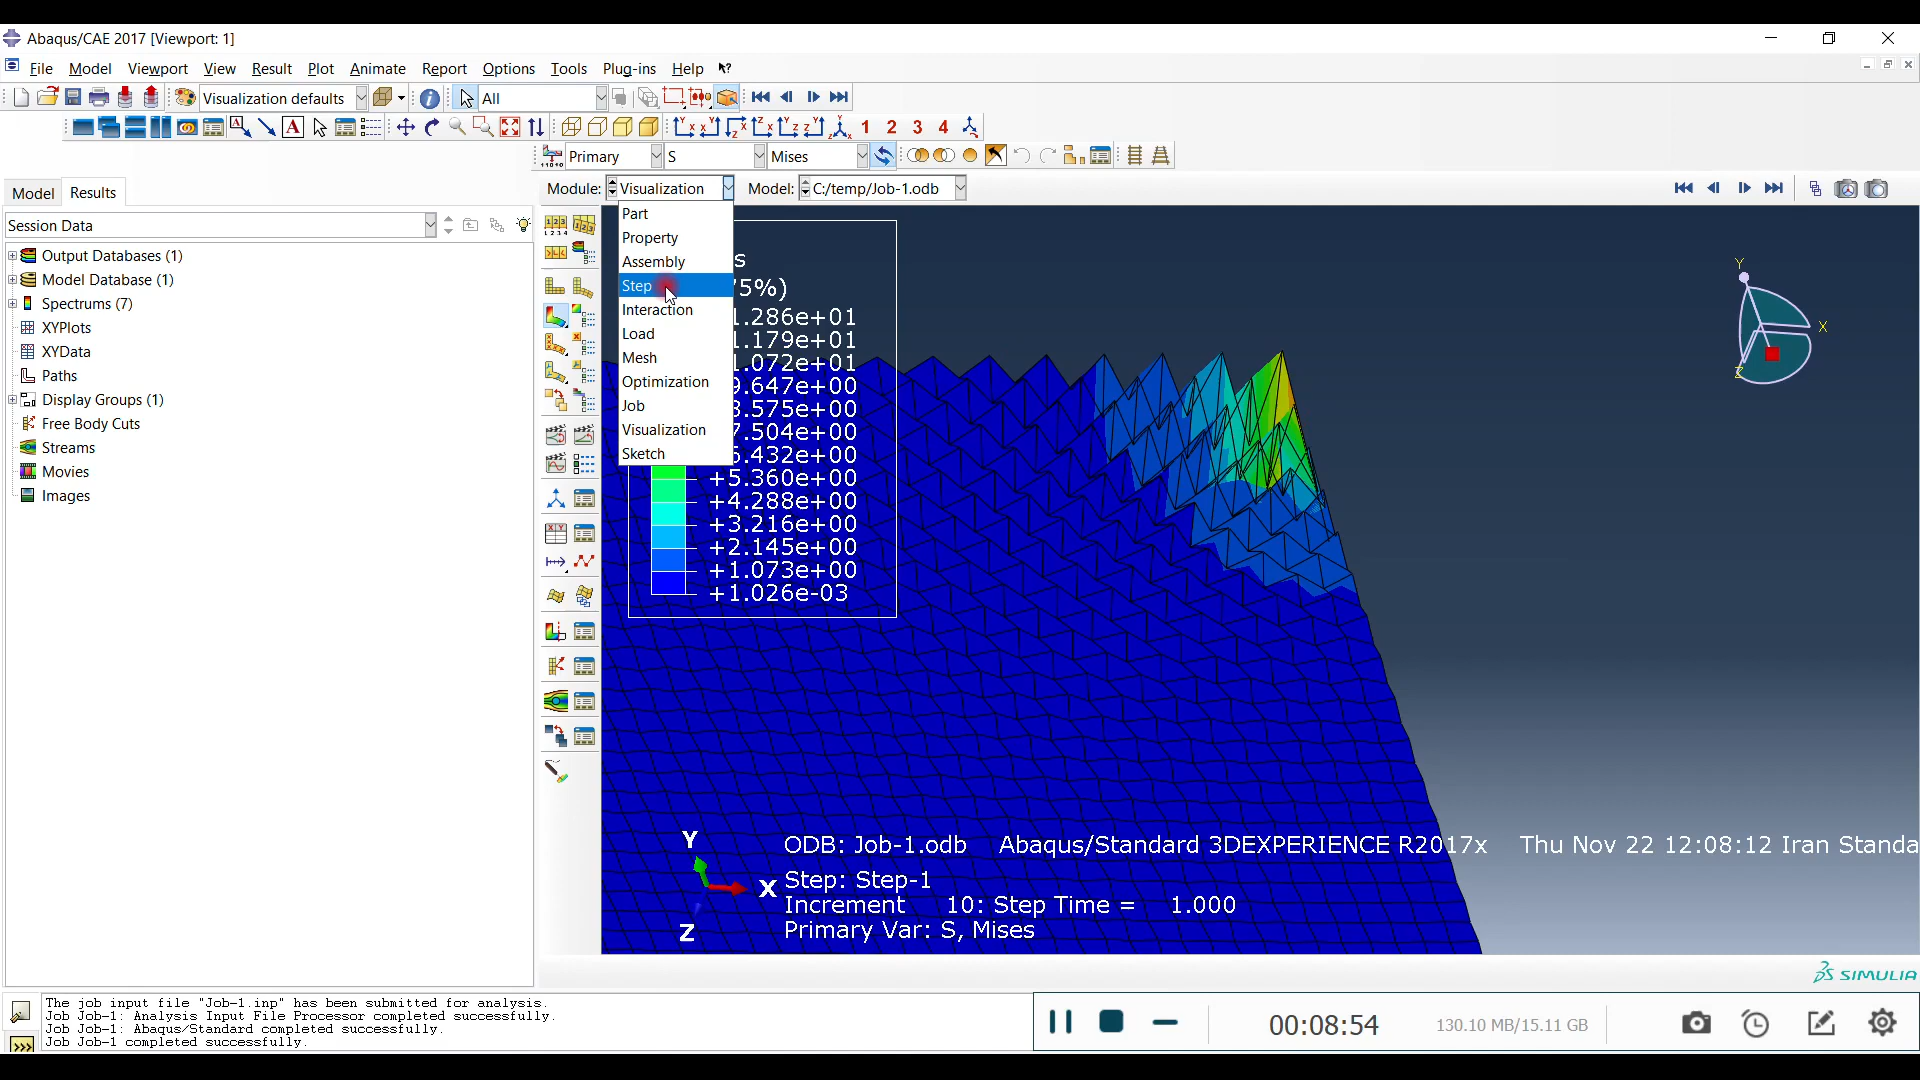 Abaqus/CAE 2017 [Viewport: 1]
File Model Viewport View Result Plot Animate Report Options Tools Plug-ins Help
Visualization defaults
All
1 2 3 4
Primary
S
Mises
Model Results
Module: Visualization
Model: C:/temp/Job-1.odb
Session Data
Output Databases (1)
Model Database (1)
Spectrums (7)
XYPlots
XYData
Paths
Display Groups (1)
Free Body Cuts
Streams
Movies
Images
Part
Property
Assembly
Step
Interaction
Load
Mesh
Optimization
Job
Visualization
Sketch
s
75%)
1.286e+01
1.179e+01
1.072e+01
9.647e+00
8.575e+00
7.504e+00
6.432e+00
+5.360e+00
+4.288e+00
+3.216e+00
+2.145e+00
+1.073e+00
+1.026e-03
Y
X
Z
Y
X
Z
ODB: Job-1.odb Abaqus/Standard 3DEXPERIENCE R2017x Thu Nov 22 12:08:12 Iran Standa
Step: Step-1
Increment 10: Step Time = 1.000
Primary Var: S, Mises
SIMULIA
The job input file "Job-1.inp" has been submitted for analysis.
Job Job-1: Analysis Input File Processor completed successfully.
Job Job-1: Abaqus/Standard completed successfully.
Job Job-1 completed successfully.
00:08:54
130.10 MB/15.11 GB